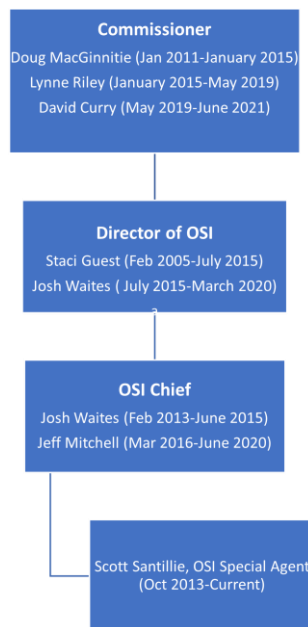 Commissioner
Doug MacGinnitie (Jan 2011-January 2015)
Lynne Riley (January 2015-May 2019)
David Curry (May 2019-June 2021)
Director of OSI
Staci Guest (Feb 2005-July 2015)
Josh Waites ( July 2015-March 2020)
a
OSI Chief
Josh Waites (Feb 2013-June 2015)
Jeff Mitchell (Mar 2016-June 2020)
Scott Santillie, OSI Special Agent
(Oct 2013-Current)